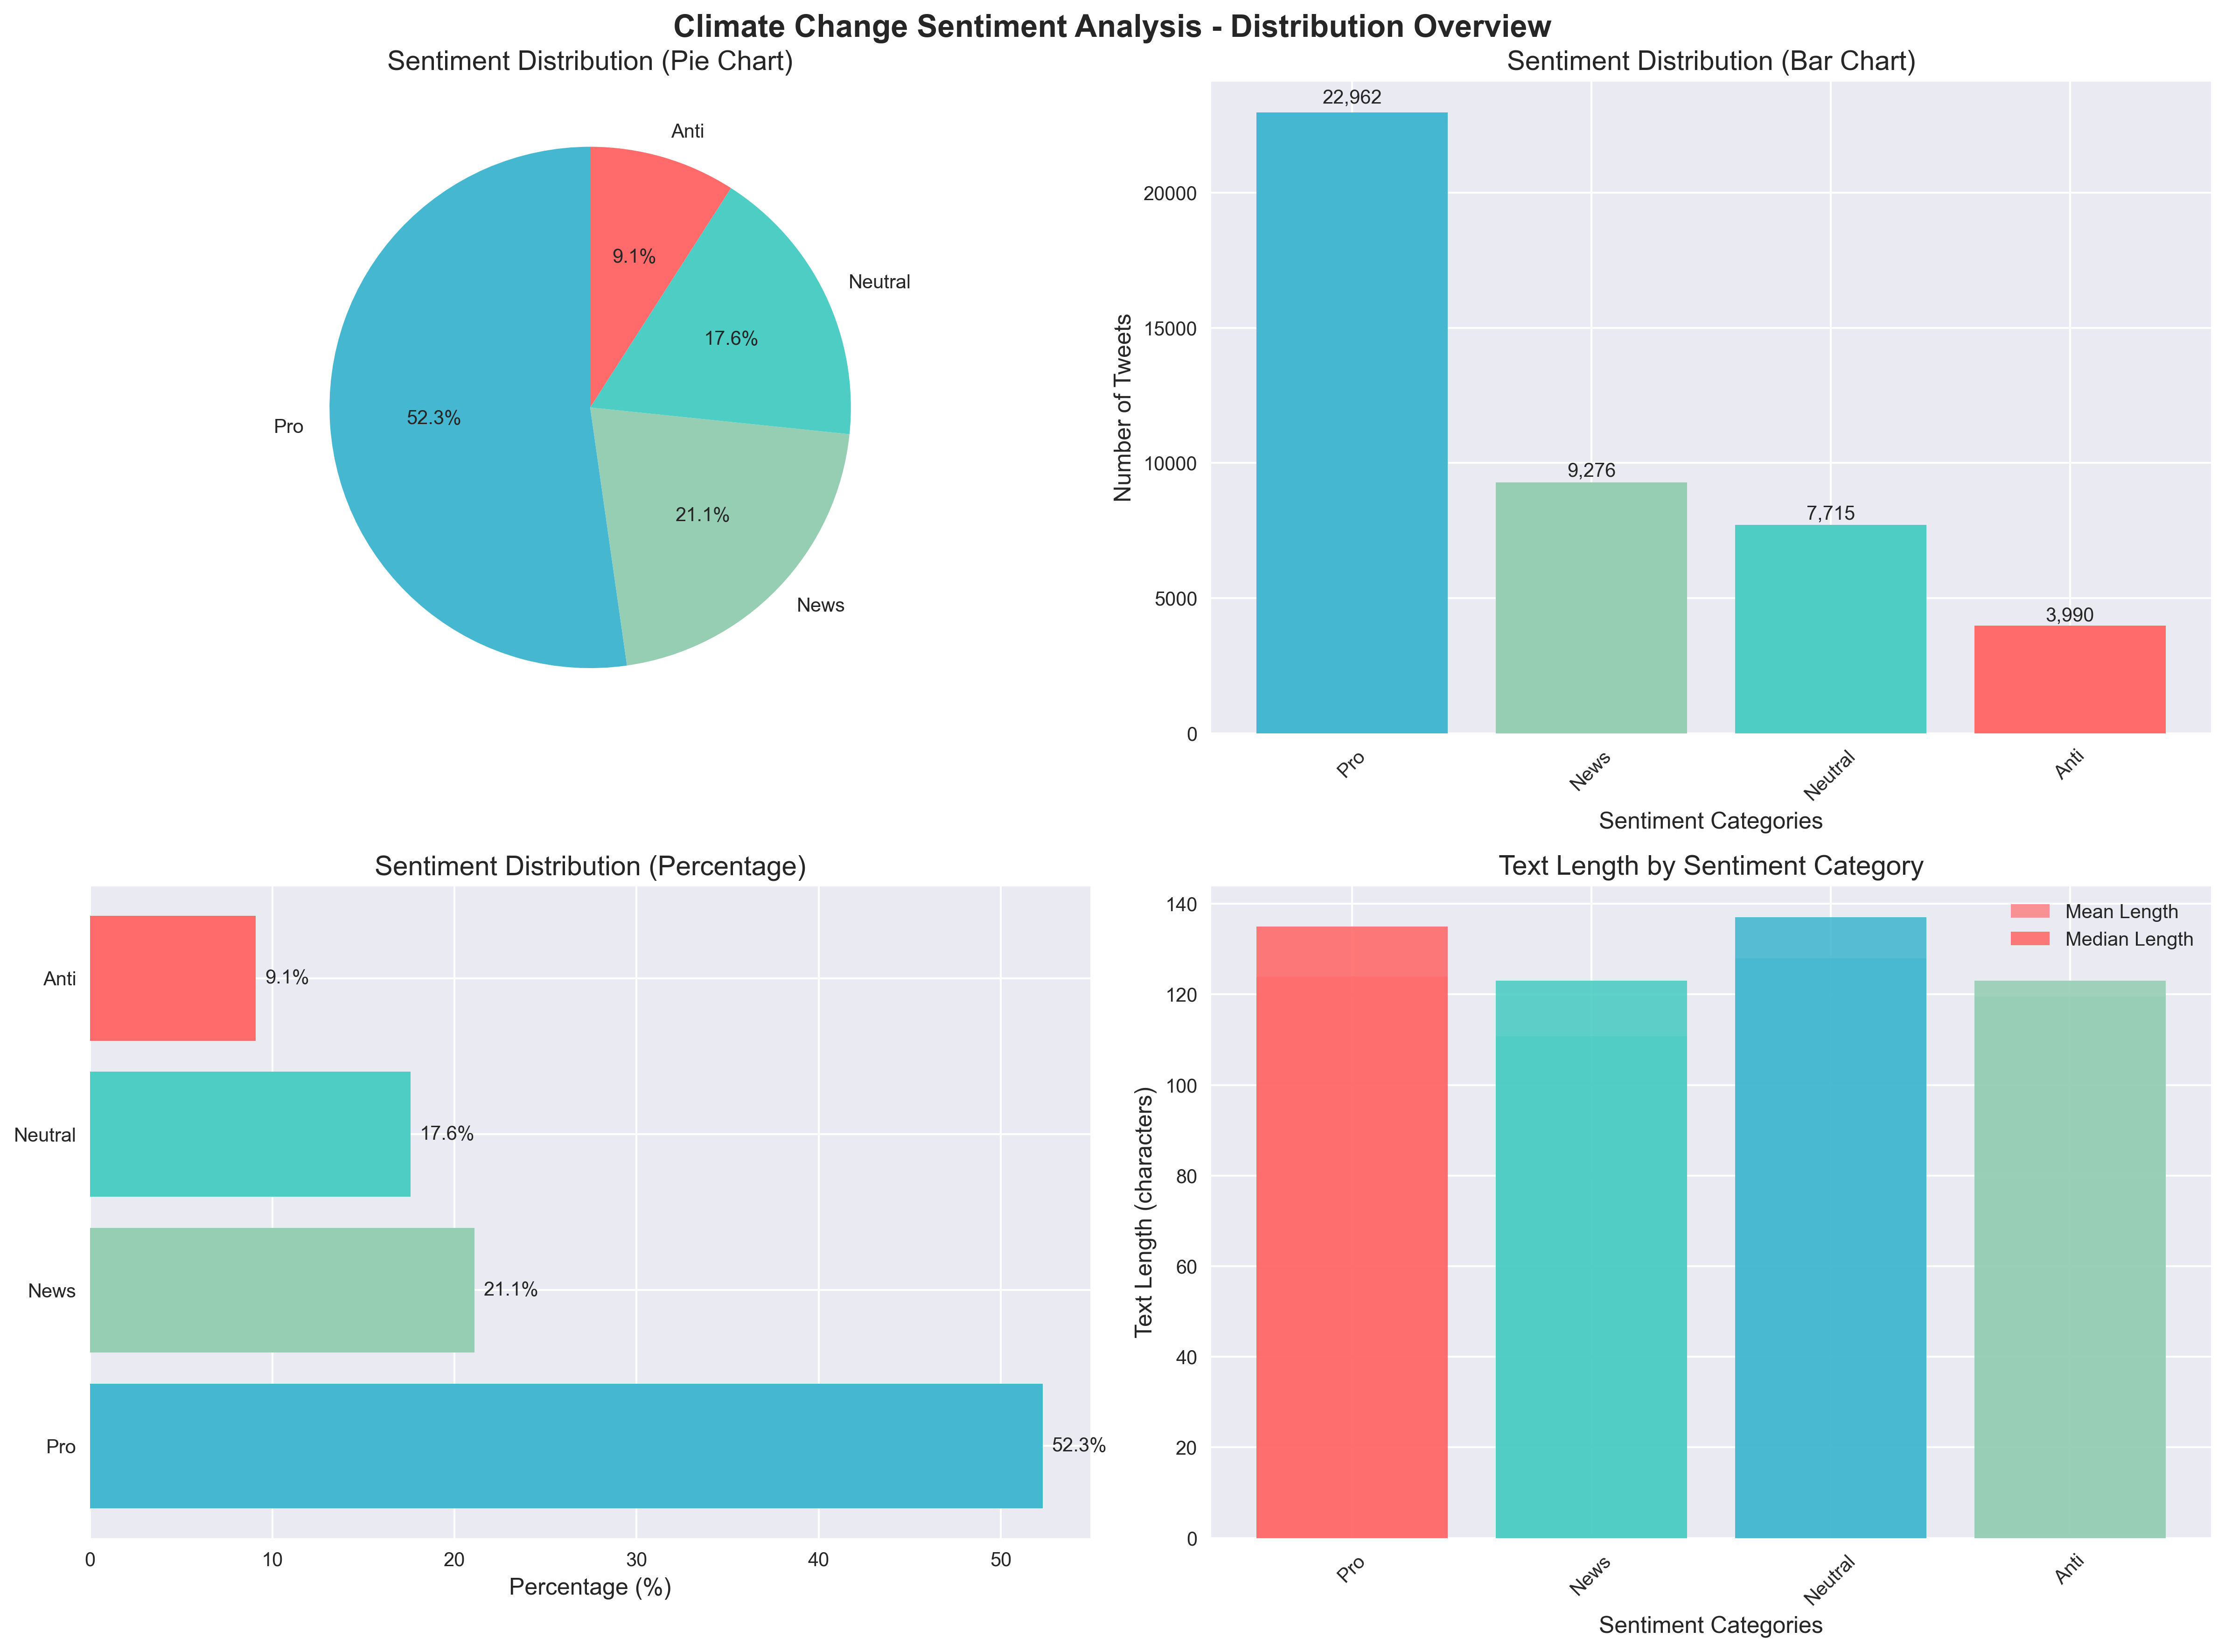 Climate Change Sentiment Analysis - Distribution Overview
Sentiment Distribution (Pie Chart)
Anti
9.1%
Neutral
17.6%
Pro
52.3%
21.1%
News
Sentiment Distribution (Bar Chart)
22,962
9,276
7,715
3,990
20000
15000
10000
5000
0
Number of Tweets
Pro
News
Neutral
Anti
Sentiment Categories
Sentiment Distribution (Percentage)
Anti
9.1%
Neutral
17.6%
News
21.1%
Pro
52.3%
0
10
20
30
40
50
Percentage (%)
Text Length by Sentiment Category
Mean Length
Median Length
140
120
100
80
60
40
20
0
Text Length (characters)
Pro
News
Neutral
Anti
Sentiment Categories